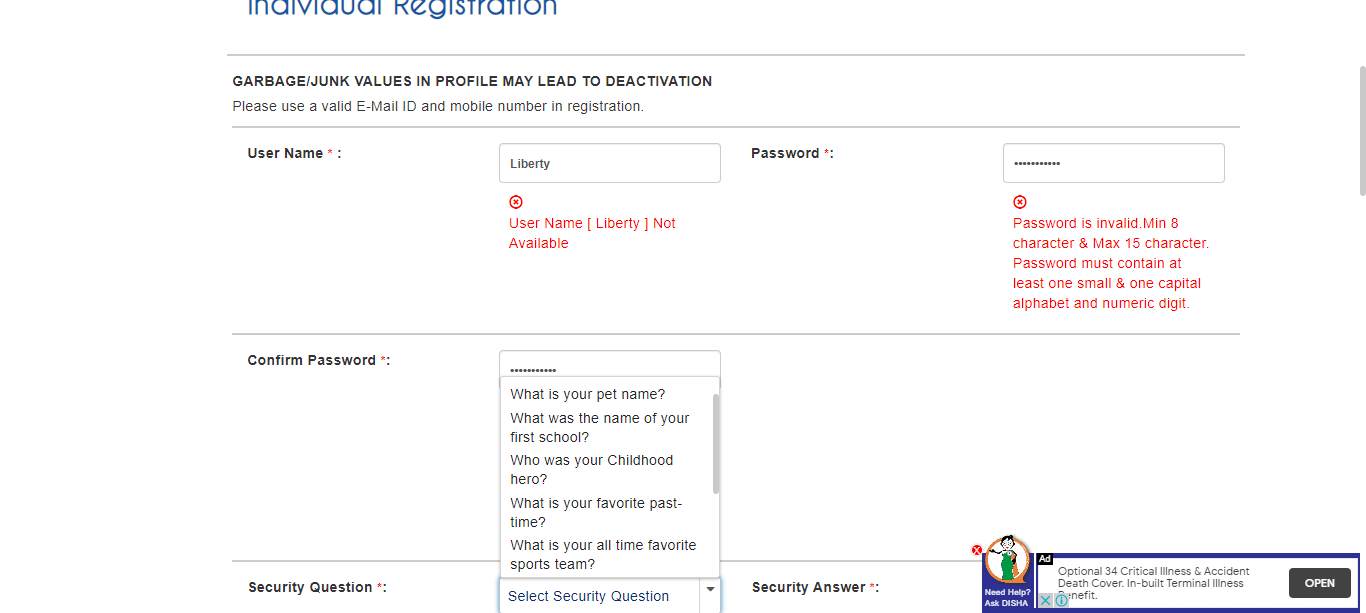 Individual Registration
GARBAGE/JUNK VALUES IN PROFILE MAY LEAD TO DEACTIVATION
Please use a valid E-Mail ID and mobile number in registration.
User Name * :
Liberty
Password *:
•••••••••••
User Name [ Liberty ] Not
Available
Password is invalid.Min 8
character & Max 15 character.
Password must contain at
least one small & one capital
alphabet and numeric digit.
Confirm Password *:
•••••••••••
What is your pet name?
What was the name of your
first school?
Who was your Childhood
hero?
What is your favorite past-
time?
What is your all time favorite
sports team?
Security Question *:
Select Security Question
Security Answer *:
Need Help?
Ask DISHA
Ad
Optional 34 Critical Illness & Accident
Death Cover. In-built Terminal Illness
Benefit.
OPEN